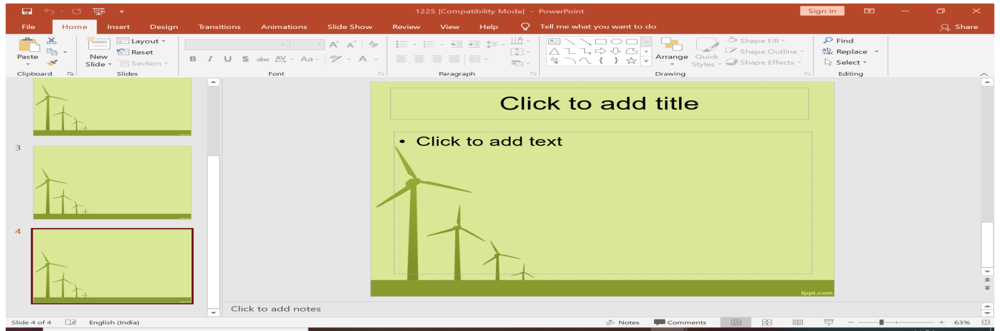 1225 [Compatibility Mode] - PowerPoint
Sign in
File Home Insert Design Transitions Animations Slide Show Review View Help Tell me what you want to do
Share
Paste
New Slide
Layout
Reset
Section
B I U S abc AV Aa A
A A
Arrange
Quick Styles
Shape Fill
Shape Outline
Shape Effects
Find
Replace
Select
Clipboard Slides Font Paragraph Drawing Editing
3
4
Click to add title
• Click to add text
fppt.com
Click to add notes
Slide 4 of 4 English (India) Notes Comments 63%